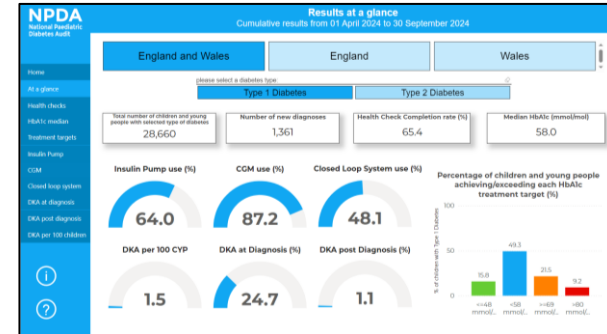 NPDA
National Paediatric
Diabetes Audit
Results at a glance
Cumulative results from 01 April 2024 to 30 September 2024
Home
At a glance
Health checks
HbA1c median
Treatment targets
Insulin Pump
CGM
Closed loop system
DKA at diagnosis
DKA post diagnosis
DKA per 100 children
England and Wales
England
Wales
please select a diabetes type:
Type 1 Diabetes
Type 2 Diabetes
Total number of children and young
people with selected type of diabetes
28,660
Number of new diagnoses
1,361
Health Check Completion rate (%)
65.4
Median HbA1c (mmol/mol)
58.0
Insulin Pump use (%)
64.0
CGM use (%)
87.2
Closed Loop System use (%)
48.1
DKA per 100 CYP
1.5
DKA at Diagnosis (%)
24.7
DKA post Diagnosis (%)
1.1
Percentage of children and young people
achieving/exceeding each HbA1c
treatment target (%)
% of children with Type 1 Diabetes
100
50
0
15.8
49.3
21.5
9.2
<=48
mmol/...
<58
mmol/...
>=69
mmol/...
>80
mmol/...